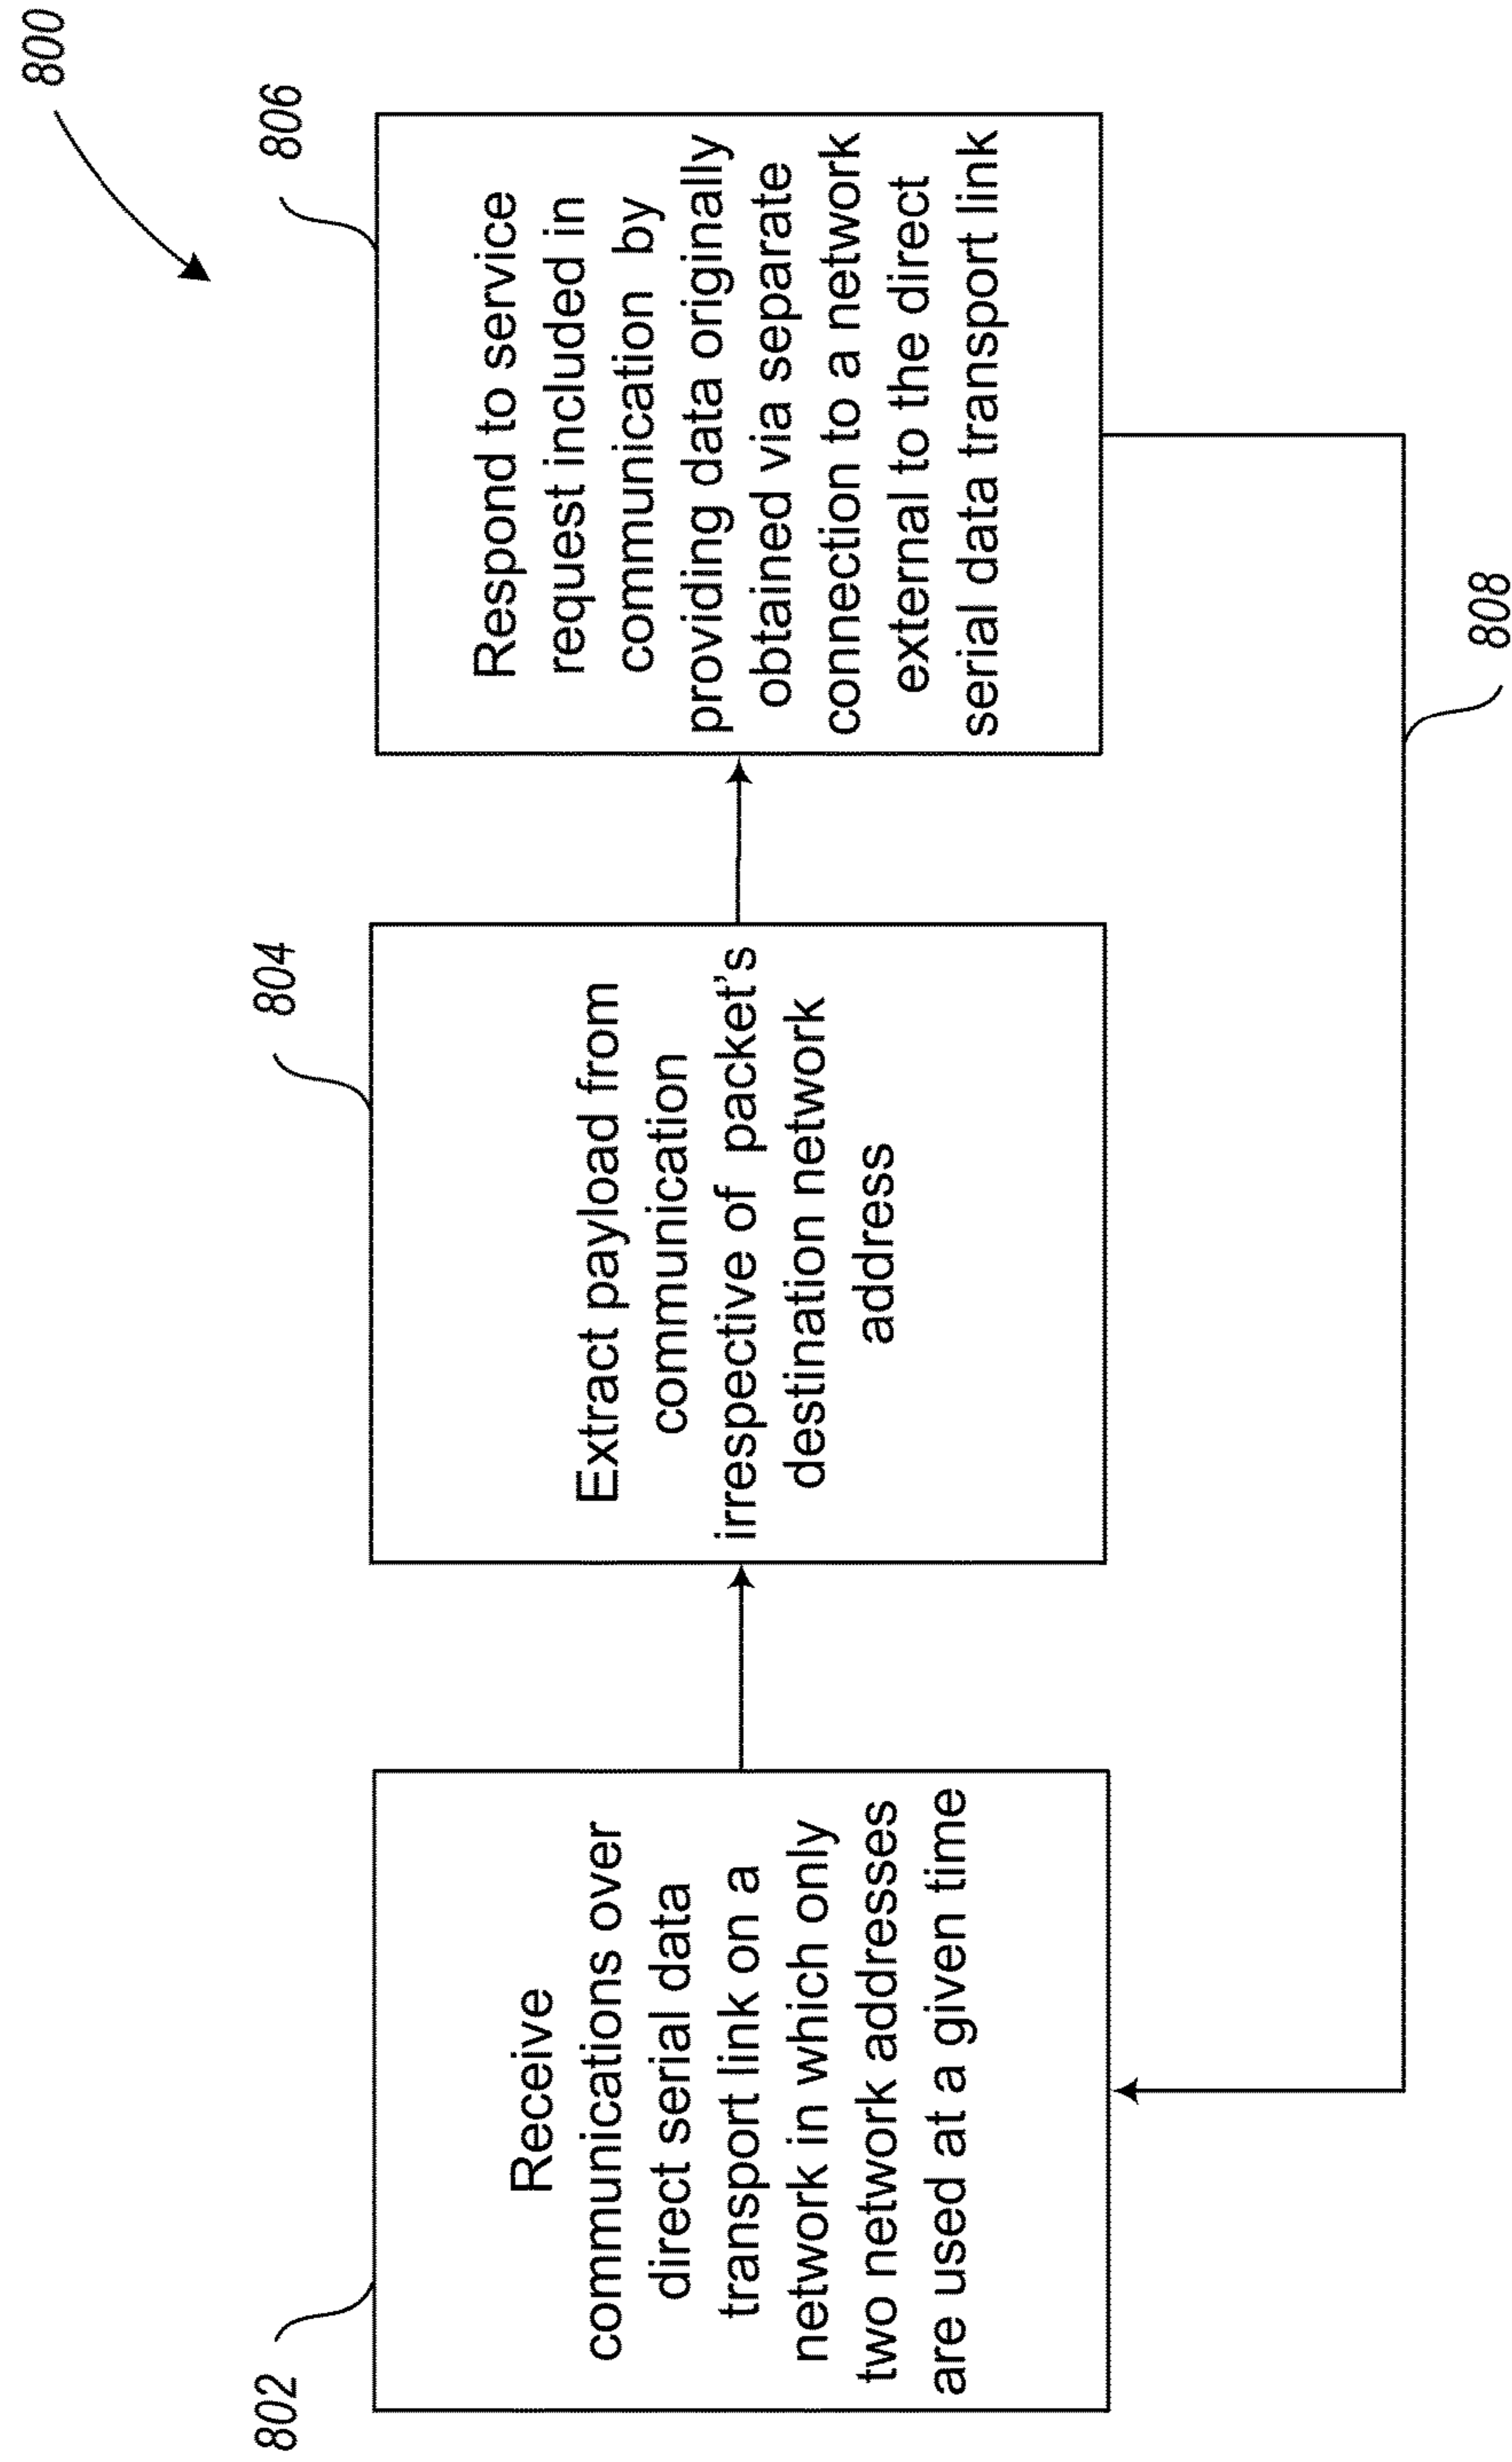 800
802
Receive
communications over
direct serial data
transport link on a
network in which only
two network addresses
are used at a given time
804
Extract payload from
communication
irrespective of packet's
destination network
address
806
Respond to service
request included in
communication by
providing data originally
obtained via separate
connection to a network
external to the direct
serial data transport link
808